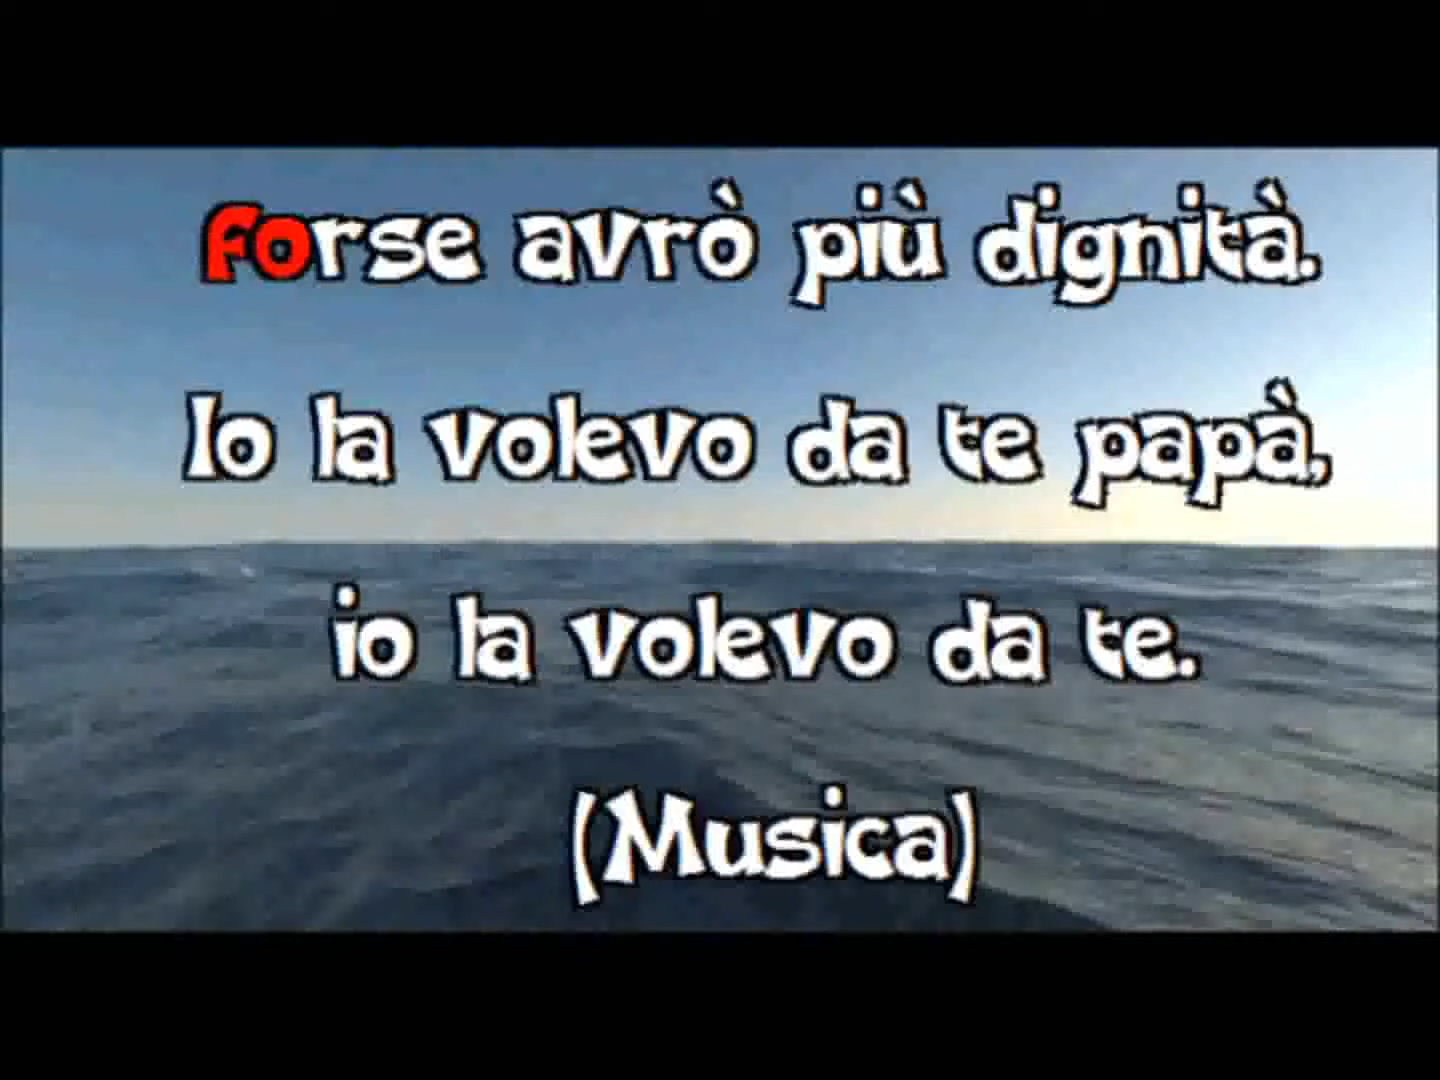 Forse avrò più dignità.
Io la volevo da te papà,
io la volevo da te.
(Musica)